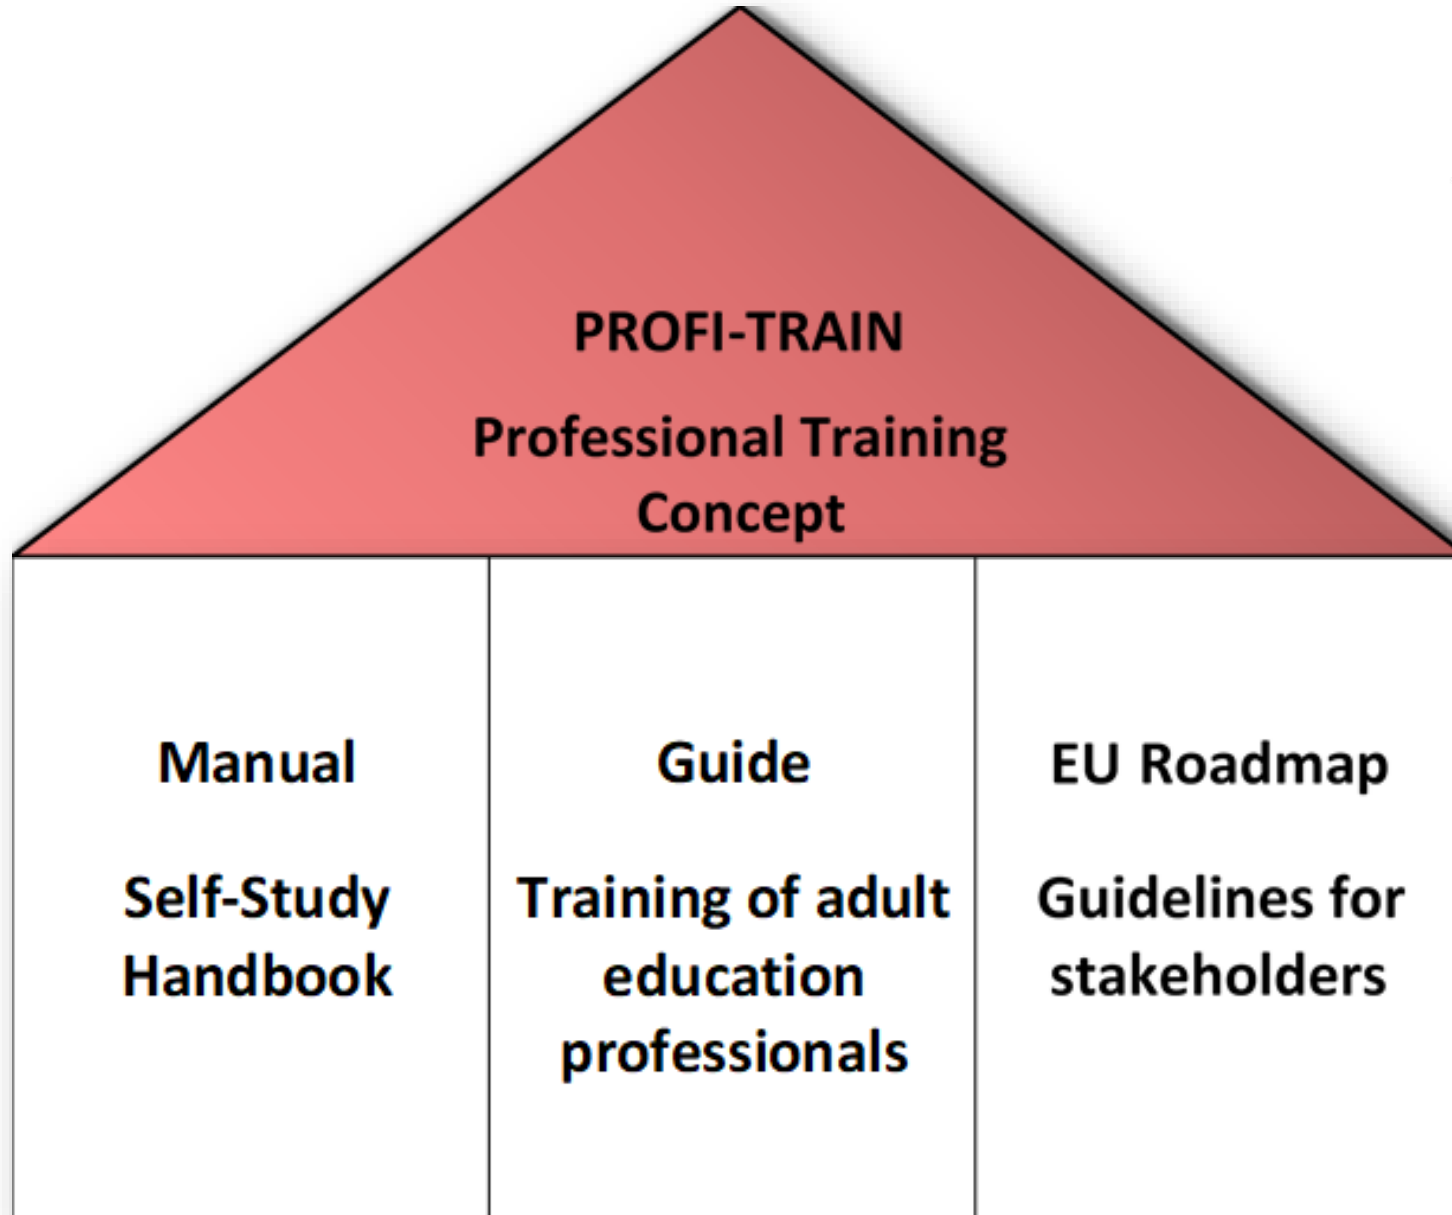 PROFI-TRAIN
Professional Training
Concept
Manual
Self-Study
Handbook
Guide
Training of adult
education
professionals
EU Roadmap
Guidelines for
stakeholders